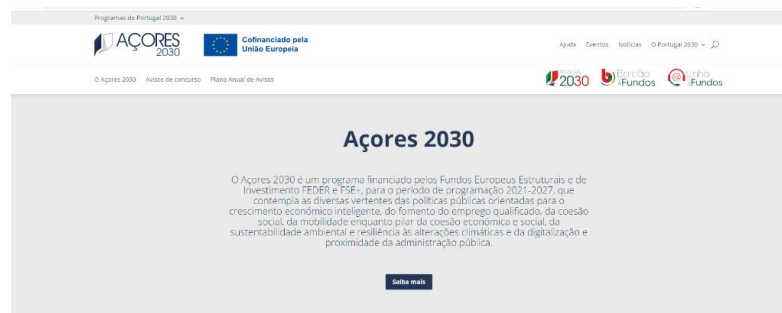 Programas do Portugal 2030
AÇORES
2030
Cofinanciado pela
União Europeia
Ajuda Eventos Notícias O Portugal 2030
O Açores 2030 Avisos de concurso Plano Anual de Avisos
2030
Balcão
Fundos
Linha
Fundos
Açores 2030
O Açores 2030 é um programa financiado pelos Fundos Europeus Estruturais e de
Investimento FEDER e FSE+, para o período de programação 2021-2027, que
contempla as diversas vertentes das políticas públicas orientadas para o
crescimento económico inteligente, do fomento do emprego qualificado, da coesão
social, da mobilidade enquanto pilar da coesão económica e social, da
sustentabilidade ambiental e resiliência às alterações climáticas e da digitalização e
proximidade da administração pública.
Saiba mais